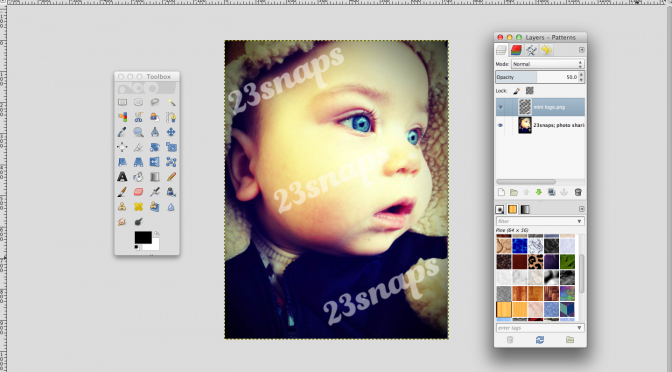 Toolbox
23snaps
23snaps
23snaps
Layers – Patterns
Mode: Normal
Opacity 50.0
Lock:
mini logo.png
23snaps; photo shari
filter
Pine (64 × 56)
enter tags